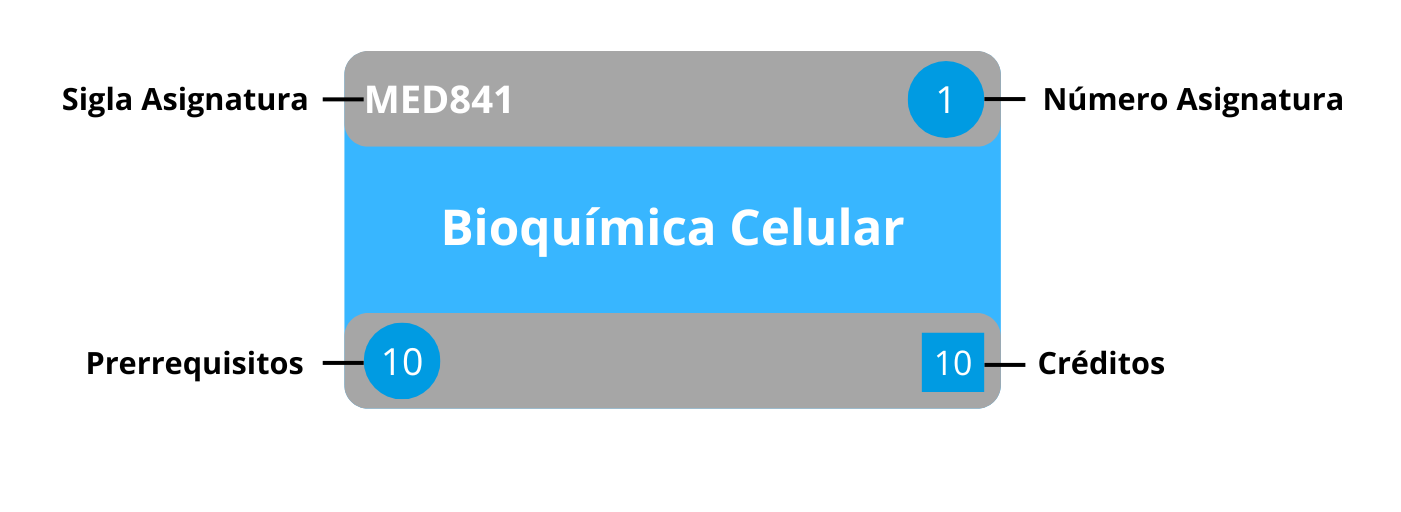 Sigla Asignatura
MED841
1
Número Asignatura
Bioquímica Celular
Prerrequisitos
10
10
Créditos